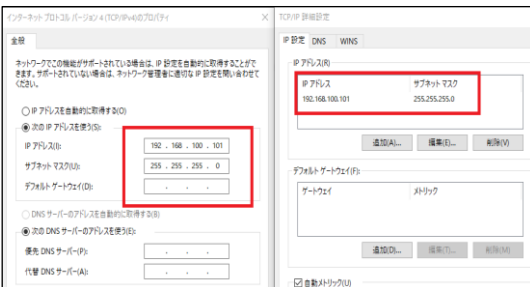 インターネット プロトコル バージョン 4 (TCP/IPv4)のプロパティ
全般
ネットワークでこの機能がサポートされている場合は、IP 設定を自動的に取得することがで
きます。サポートされていない場合は、ネットワーク管理者に適切な IP 設定を問い合わせて
ください。
IP アドレスを自動的に取得する(O)
次の IP アドレスを使う(S):
IP アドレス(I):
192 . 168 . 100 . 101
サブネット マスク(U):
255 . 255 . 255 . 0
デフォルト ゲートウェイ(D):
. . .
DNS サーバーのアドレスを自動的に取得する(B)
次の DNS サーバーのアドレスを使う(E):
優先 DNS サーバー(P):
. . .
代替 DNS サーバー(A):
. . .
TCP/IP 詳細設定
IP 設定 DNS WINS
IP アドレス(R)
IP アドレス サブネット マスク
192.168.100.101 255.255.255.0
追加(A)... 編集(E)... 削除(V)
デフォルト ゲートウェイ(F):
ゲートウェイ メトリック
追加(D)... 編集(T)... 削除(M)
自動メトリック(U)